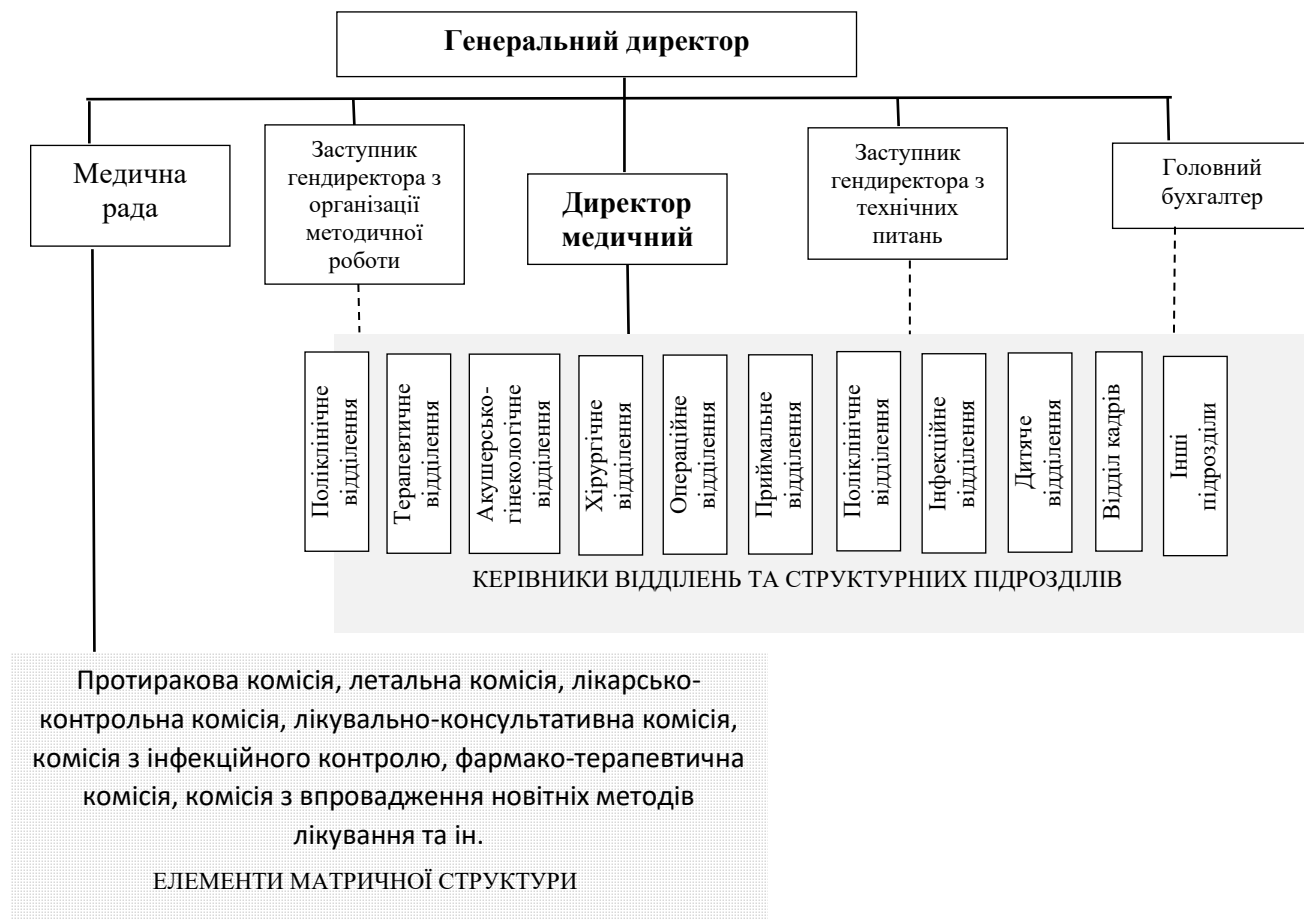 Генеральний директор
Медична
рада
Заступник
гендиректора з
організації
методичної
роботи
Директор
медичний
Заступник
гендиректора з
технічних
питань
Головний
бухгалтер
Поліклінічне
відділення
Терапевтичне
відділення
Акушерсько-
гінекологічне
відділення
Хірургічне
відділення
Операційне
відділення
Приймальне
відділення
Поліклінічне
відділення
Інфекційне
відділення
Дитяче
відділення
Відділ кадрів
Інші
підрозділи
КЕРІВНИКИ ВІДДІЛЕНЬ ТА СТРУКТУРНІИХ ПІДРОЗДІЛІВ
Протиракова комісія, летальна комісія, лікарсько-
контрольна комісія, лікувально-консультативна комісія,
комісія з інфекційного контролю, фармако-терапевтична
комісія, комісія з впровадження новітніх методів
лікування та ін.
ЕЛЕМЕНТИ МАТРИЧНОЇ СТРУКТУРИ